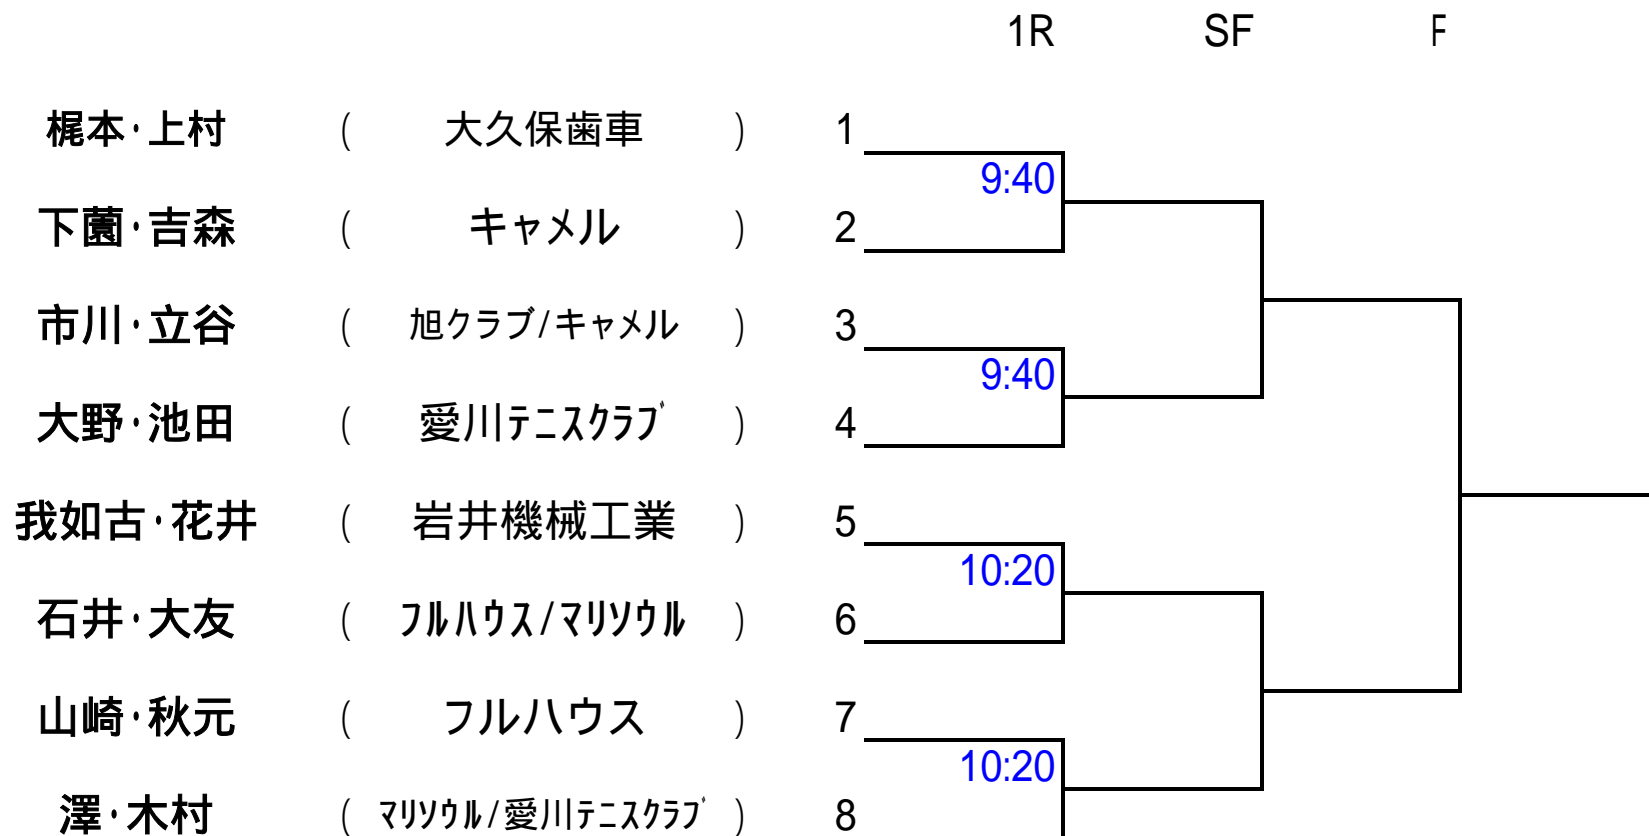 1R SF F
梶本・上村 ( 大久保歯車 ) 1
9:40
下薗・吉森 ( キャメル ) 2
市川・立谷 ( 旭クラブ/キャメル ) 3
9:40
大野・池田 ( 愛川ﾃﾆｽｸﾗﾌﾞ ) 4
我如古・花井 ( 岩井機械工業 ) 5
10:20
石井・大友 ( ﾌﾙﾊｳｽ/ﾏﾘｿｳﾙ ) 6
山崎・秋元 ( フルハウス ) 7
10:20
澤・木村 ( ﾏﾘｿｳﾙ/愛川ﾃﾆｽｸﾗﾌﾞ ) 8